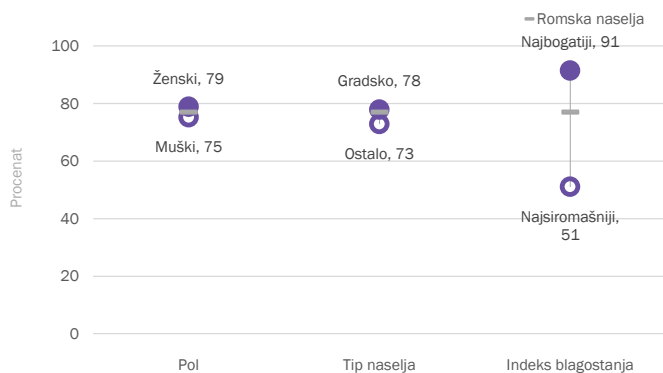 Romska naselja
Najbogatiji, 91
100
Ženski, 79
Gradsko, 78
80
Muški, 75
Ostalo, 73
60
Procenat
40
Najsiromašniji,
51
20
0
Pol
Tip naselja
Indeks blagostanja